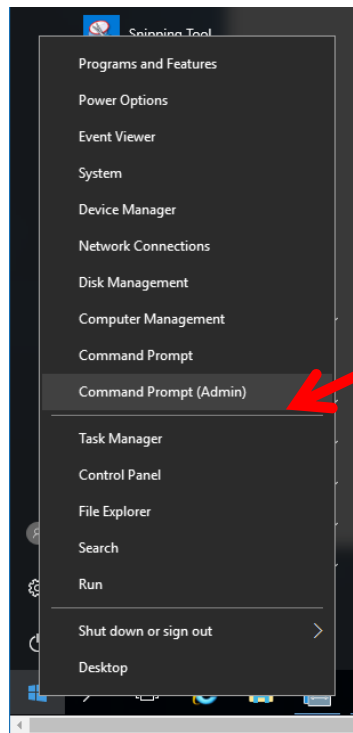 Snipping Tool
Programs and Features
Power Options
Event Viewer
System
Device Manager
Network Connections
Disk Management
Computer Management
Command Prompt
Command Prompt (Admin)
Task Manager
Control Panel
File Explorer
Search
Run
Shut down or sign out
Desktop